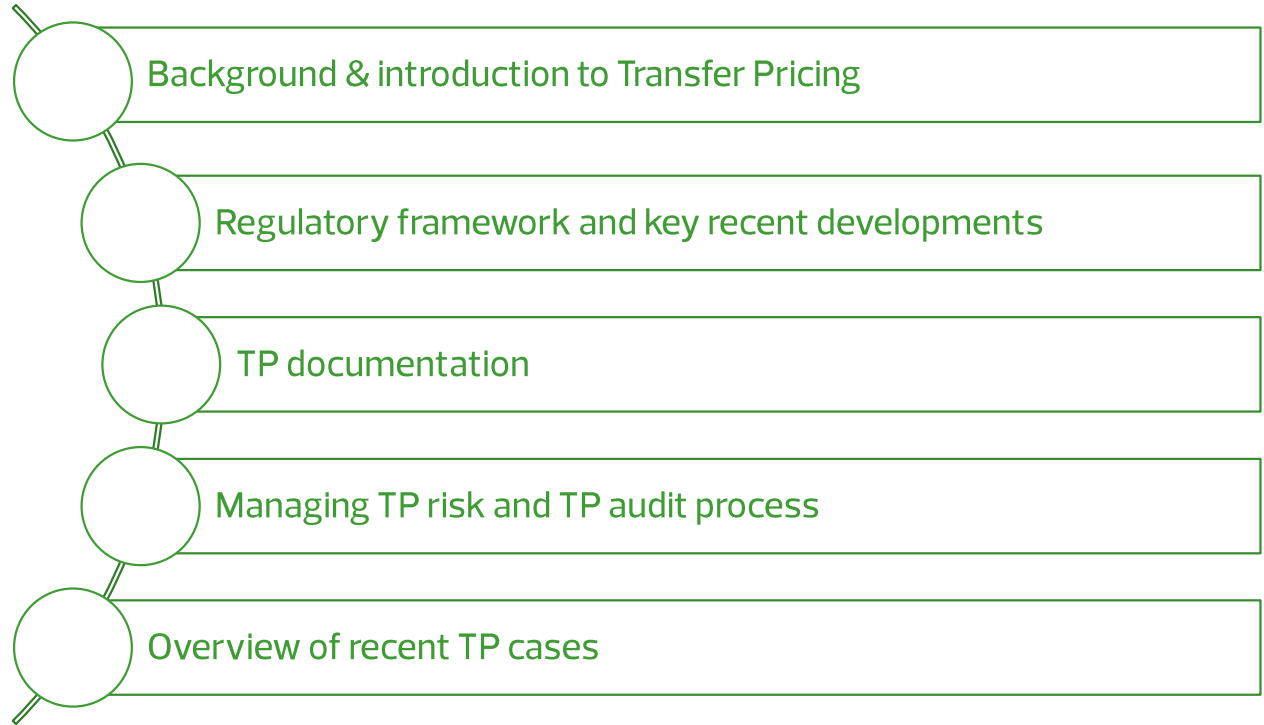 Background & introduction to Transfer Pricing
Regulatory framework and key recent developments
TP documentation
Managing TP risk and TP audit process
Overview of recent TP cases